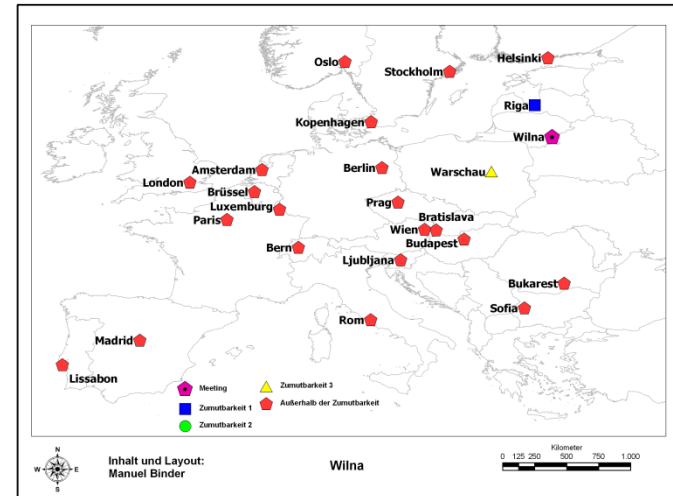 Oslo
Stockholm
Helsinki
Riga
Kopenhagen
Wilna
Amsterdam
Berlin
Warschau
London
Brüssel
Luxemburg
Prag
Paris
Bratislava
Wien
Budapest
Bern
Ljubljana
Bukarest
Sofia
Rom
Madrid
Lissabon
Meeting
Zumutbarkeit 3
Zumutbarkeit 1
Außerhalb der Zumutbarkeit
Zumutbarkeit 2
N
W E
S
Inhalt und Layout:
Manuel Binder
Wilna
Kilometer
0 125 250 500 750 1.000